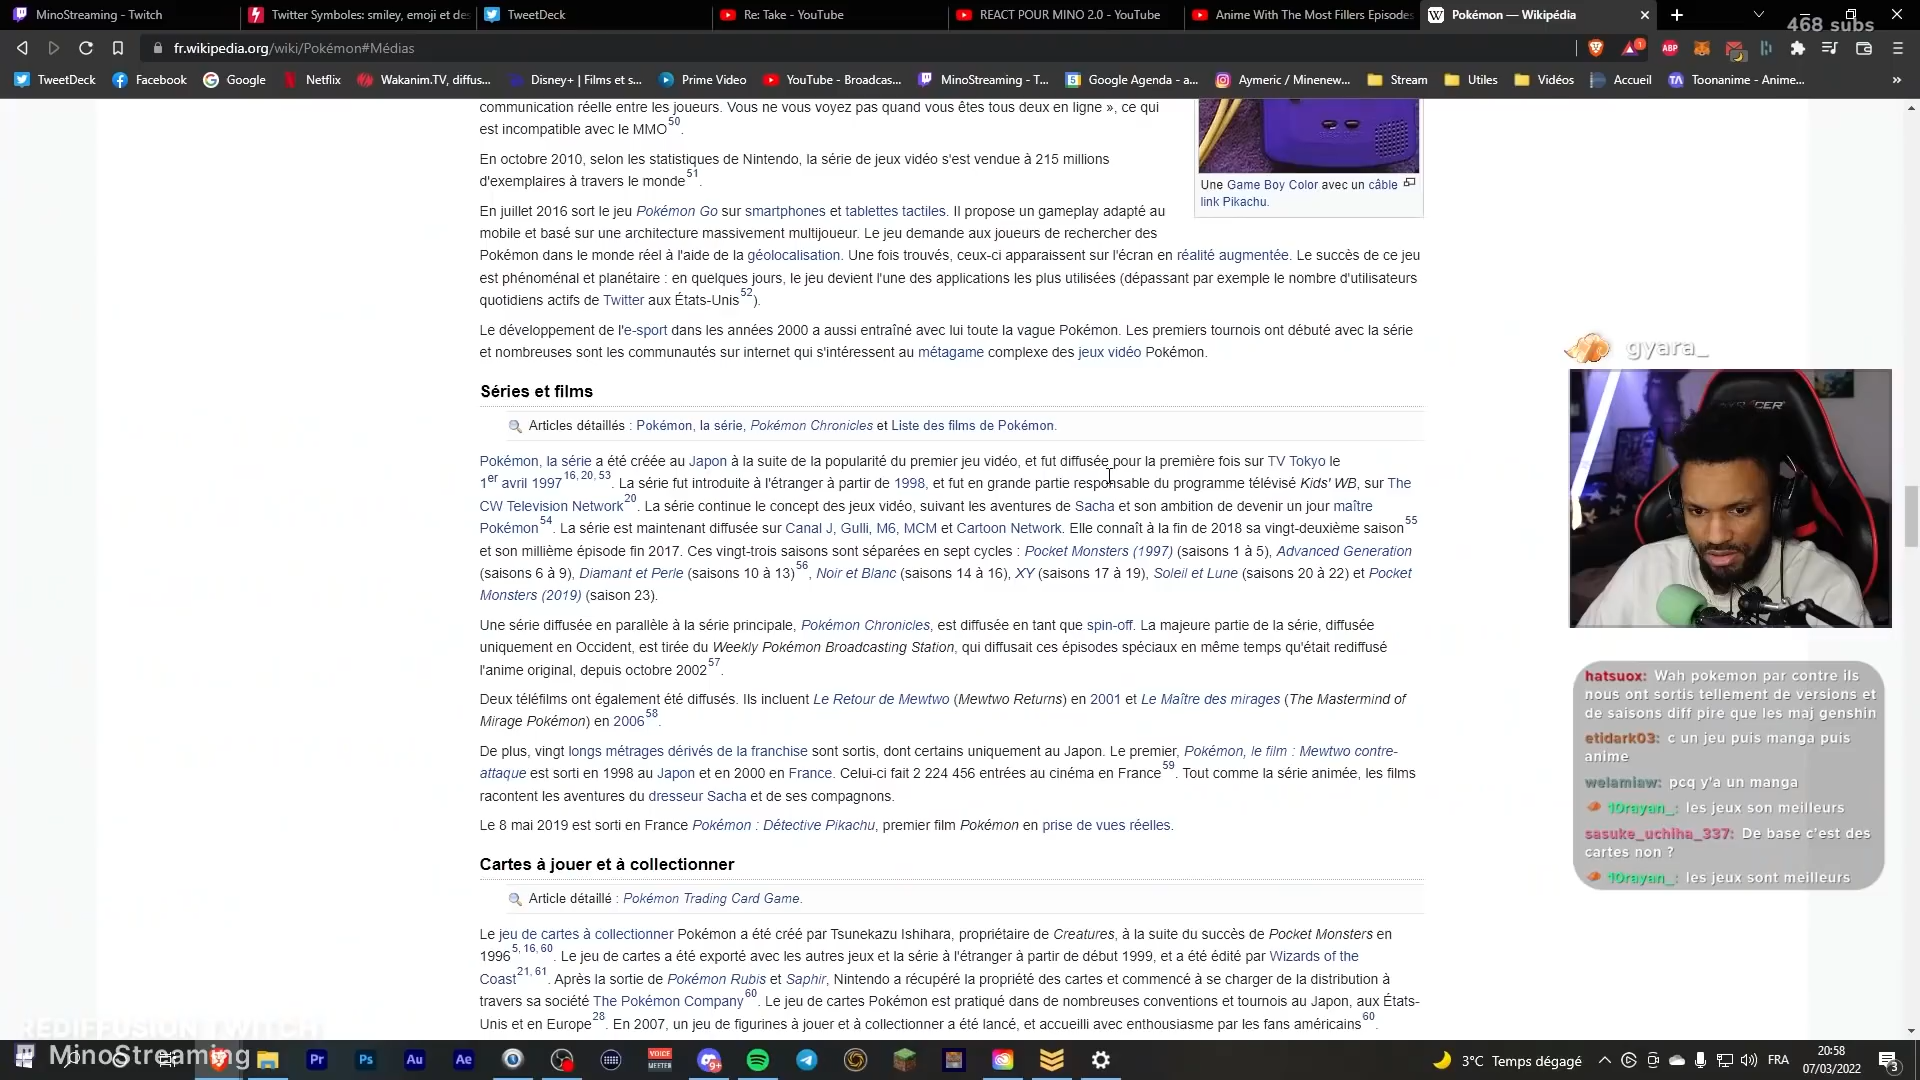 MinoStreaming - Twitch
Twitter Symboles: smiley, emoji et des
TweetDeck
Re: Take - YouTube
REACT POUR MINO 2.0 - YouTube
Anime With The Most Fillers Episodes
Pokémon — Wikipédia
468 subs
fr.wikipedia.org/wiki/Pokémon#Médias
TweetDeck
Facebook
Google
Netflix
Wakanim.TV, diffus...
Disney+ | Films et s...
Prime Video
YouTube - Broadcas...
MinoStreaming - T...
Google Agenda - a...
Aymeric / Minenew...
Stream
Utiles
Vidéos
Accueil
Toonanime - Anime...
communication réelle entre les joueurs. Vous ne vous voyez pas quand vous êtes tous deux en ligne », ce qui
est incompatible avec le MMO50.
En octobre 2010, selon les statistiques de Nintendo, la série de jeux vidéo s'est vendue à 215 millions
d'exemplaires à travers le monde51.
Une Game Boy Color avec un câble
link Pikachu.
En juillet 2016 sort le jeu Pokémon Go sur smartphones et tablettes tactiles. Il propose un gameplay adapté au
mobile et basé sur une architecture massivement multijoueur. Le jeu demande aux joueurs de rechercher des
Pokémon dans le monde réel à l'aide de la géolocalisation. Une fois trouvés, ceux-ci apparaissent sur l'écran en réalité augmentée. Le succès de ce jeu
est phénoménal et planétaire : en quelques jours, le jeu devient l'une des applications les plus utilisées (dépassant par exemple le nombre d'utilisateurs
quotidiens actifs de Twitter aux États-Unis52).
Le développement de l'e-sport dans les années 2000 a aussi entraîné avec lui toute la vague Pokémon. Les premiers tournois ont débuté avec la série
et nombreuses sont les communautés sur internet qui s'intéressent au métagame complexe des jeux vidéo Pokémon.
Séries et films
Articles détaillés : Pokémon, la série, Pokémon Chronicles et Liste des films de Pokémon.
Pokémon, la série a été créée au Japon à la suite de la popularité du premier jeu vidéo, et fut diffusée pour la première fois sur TV Tokyo le
1er avril 199716, 20, 53. La série fut introduite à l'étranger à partir de 1998, et fut en grande partie responsable du programme télévisé Kids' WB, sur The
CW Television Network20. La série continue le concept des jeux vidéo, suivant les aventures de Sacha et son ambition de devenir un jour maître
Pokémon54. La série est maintenant diffusée sur Canal J, Gulli, M6, MCM et Cartoon Network. Elle connaît à la fin de 2018 sa vingt-deuxième saison55
et son millième épisode fin 2017. Ces vingt-trois saisons sont séparées en sept cycles : Pocket Monsters (1997) (saisons 1 à 5), Advanced Generation
(saisons 6 à 9), Diamant et Perle (saisons 10 à 13)56, Noir et Blanc (saisons 14 à 16), XY (saisons 17 à 19), Soleil et Lune (saisons 20 à 22) et Pocket
Monsters (2019) (saison 23).
Une série diffusée en parallèle à la série principale, Pokémon Chronicles, est diffusée en tant que spin-off. La majeure partie de la série, diffusée
uniquement en Occident, est tirée du Weekly Pokémon Broadcasting Station, qui diffusait ces épisodes spéciaux en même temps qu'était rediffusé
l'anime original, depuis octobre 200257.
Deux téléfilms ont également été diffusés. Ils incluent Le Retour de Mewtwo (Mewtwo Returns) en 2001 et Le Maître des mirages (The Mastermind of
Mirage Pokémon) en 200658.
De plus, vingt longs métrages dérivés de la franchise sont sortis, dont certains uniquement au Japon. Le premier, Pokémon, le film : Mewtwo contre-
attaque est sorti en 1998 au Japon et en 2000 en France. Celui-ci fait 2 224 456 entrées au cinéma en France59. Tout comme la série animée, les films
racontent les aventures du dresseur Sacha et de ses compagnons.
Le 8 mai 2019 est sorti en France Pokémon : Détective Pikachu, premier film Pokémon en prise de vues réelles.
Cartes à jouer et à collectionner
Article détaillé : Pokémon Trading Card Game.
Le jeu de cartes à collectionner Pokémon a été créé par Tsunekazu Ishihara, propriétaire de Creatures, à la suite du succès de Pocket Monsters en
19965, 16, 60. Le jeu de cartes a été exporté avec les autres jeux et la série à l'étranger à partir de début 1999, et a été édité par Wizards of the
Coast21, 61. Après la sortie de Pokémon Rubis et Saphir, Nintendo a récupéré la propriété des cartes et commencé à se charger de la distribution à
travers sa société The Pokémon Company60. Le jeu de cartes Pokémon est pratiqué dans de nombreuses conventions et tournois au Japon, aux États-
Unis et en Europe28. En 2007, un jeu de figurines à jouer et à collectionner a été lancé, et accueilli avec enthousiasme par les fans américains60.
gyara_
hatsuox: Wah pokemon par contre ils
nous ont sortis tellement de versions et
de saisons diff pire que les maj genshin
etidark03: c un jeu puis manga puis
anime
welamiaw: pcq y'a un manga
10rayan_: les jeux son meilleurs
sasuke_uchiha_337: De base c'est des
cartes non ?
10rayan_: les jeux sont meilleurs
REDIFFUSION TWITCH
MinoStreaming
Pr
Ps
Au
Ae
VOICE
MEETER
9+
3°C Temps dégagé
FRA
20:58
07/03/2022
3